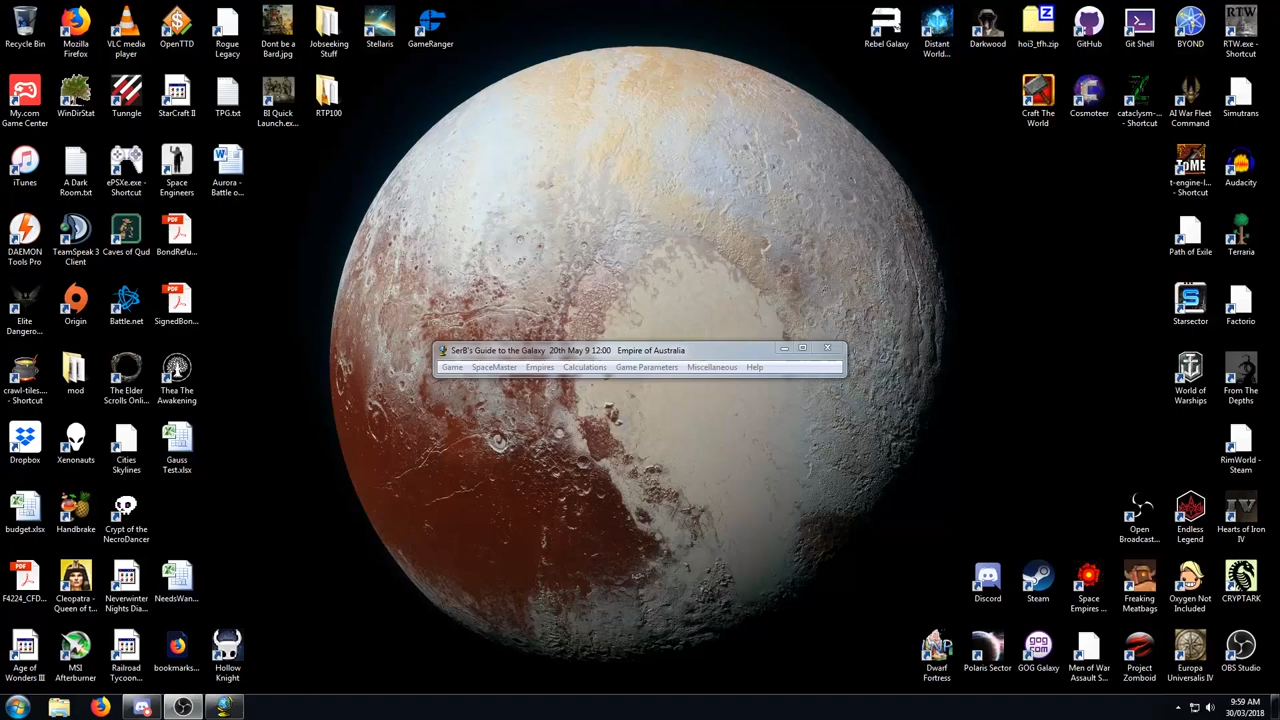 Recycle Bin
Mozilla
Firefox
VLC media
player
OpenTTD
Rogue
Legacy
Dont be a
Bard.jpg
Jobseeking
Stuff
Stellaris
GameRanger
Rebel Galaxy
Distant
Worl...
Darkwood
hoi3_tfh.zip
GitHub
Git Shell
BYOND
RTW.exe -
Shortcut
My.com
Game Center
WinDirStat
Tunngle
StarCraft II
TPG.txt
BI Quick
Launch.ex...
RTP100
Craft The
World
Cosmoteer
cataclysm-...
- Shortcut
AI War Fleet
Command
Simutrans
iTunes
A Dark
Room.txt
ePSXe.exe -
Shortcut
Space
Engineers
Aurora -
Battle o...
t-engine-l...
- Shortcut
Audacity
DAEMON
Tools Pro
TeamSpeak 3
Client
Caves of Qud
BondRefu...
Path of Exile
Terraria
Elite
Dangero...
Origin
Battle.net
SignedBon...
Starsector
Factorio
SerB's Guide to the Galaxy 20th May 9 12:00 Empire of Australia
Game SpaceMaster Empires Calculations Game Parameters Miscellaneous Help
crawl-tiles...
- Shortcut
mod
The Elder
Scrolls Onli...
Thea The
Awakening
World of
Warships
From The
Depths
Dropbox
Xenonauts
Cities
Skylines
Gauss
Test.xlsx
RimWorld -
Steam
budget.xlsx
Handbrake
Crypt of the
NecroDancer
Open
Broadcast...
Endless
Legend
Hearts of Iron
IV
F4224_CFD...
Cleopatra -
Queen of t...
Neverwinter
Nights Dia...
NeedsWan...
Discord
Steam
Space
Empires ...
Freaking
Meatbags
Oxygen Not
Included
CRYPTARK
Age of
Wonders III
MSI
Afterburner
Railroad
Tycoon...
bookmarks...
Hollow
Knight
Dwarf
Fortress
Polaris Sector
GOG Galaxy
Men of War
Assault S...
Project
Zomboid
Europa
Universalis IV
OBS Studio
9:59 AM
30/03/2018